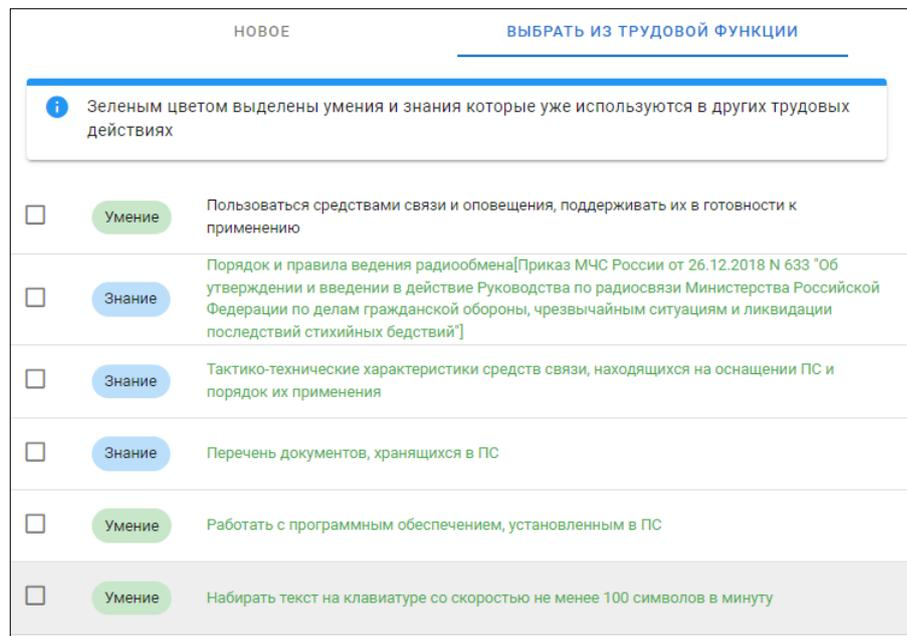 НОВОЕ
ВЫБРАТЬ ИЗ ТРУДОВОЙ ФУНКЦИИ
Зеленым цветом выделены умения и знания которые уже используются в других трудовых
действиях
Умение
Пользоваться средствами связи и оповещения, поддерживать их в готовности к
применению
Знание
Порядок и правила ведения радиообмена[Приказ МЧС России от 26.12.2018 N 633 "Об
утверждении и введении в действие Руководства по радиосвязи Министерства Российской
Федерации по делам гражданской обороны, чрезвычайным ситуациям и ликвидации
последствий стихийных бедствий"]
Знание
Тактико-технические характеристики средств связи, находящихся на оснащении ПС и
порядок их применения
Знание
Перечень документов, хранящихся в ПС
Умение
Работать с программным обеспечением, установленным в ПС
Умение
Набирать текст на клавиатуре со скоростью не менее 100 символов в минуту